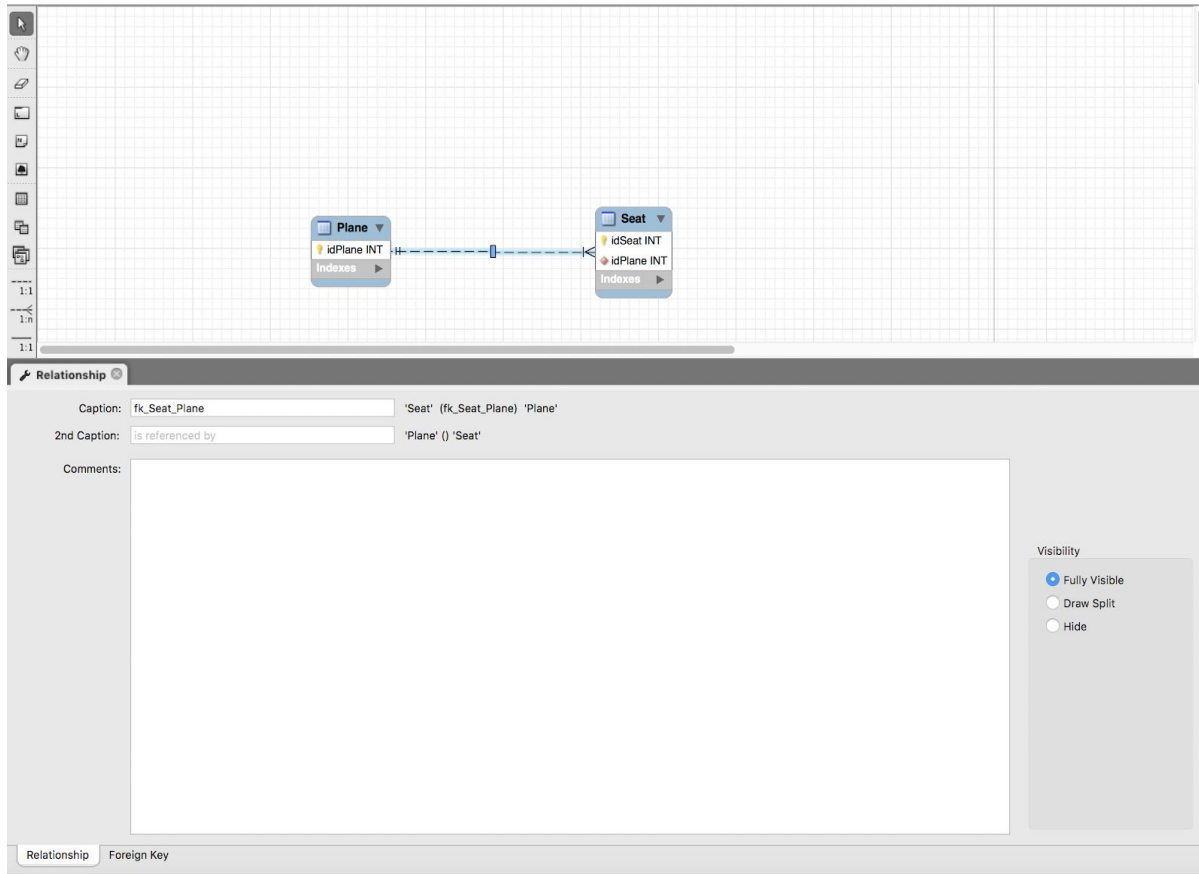 Plane
idPlane INT
Indexes
Seat
idSeat INT
idPlane INT
Indexes
1:1
1:n
1:1
Relationship
Caption: fk_Seat_Plane 'Seat' (fk_Seat_Plane) 'Plane'
2nd Caption: is referenced by 'Plane' () 'Seat'
Comments:
Visibility
Fully Visible
Draw Split
Hide
Relationship Foreign Key